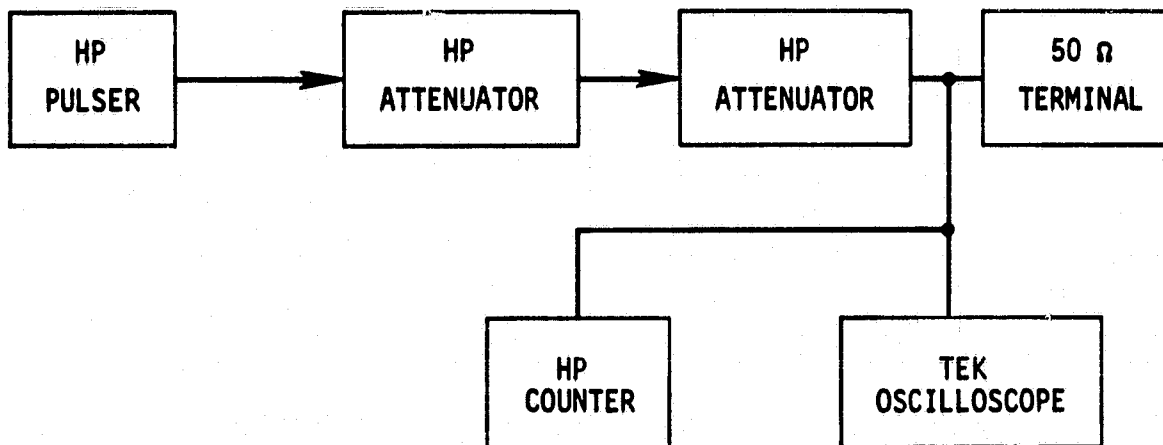 HP
PULSER
HP
ATTENUATOR
HP
ATTENUATOR
50 Ω
TERMINAL
HP
COUNTER
TEK
OSCILLOSCOPE